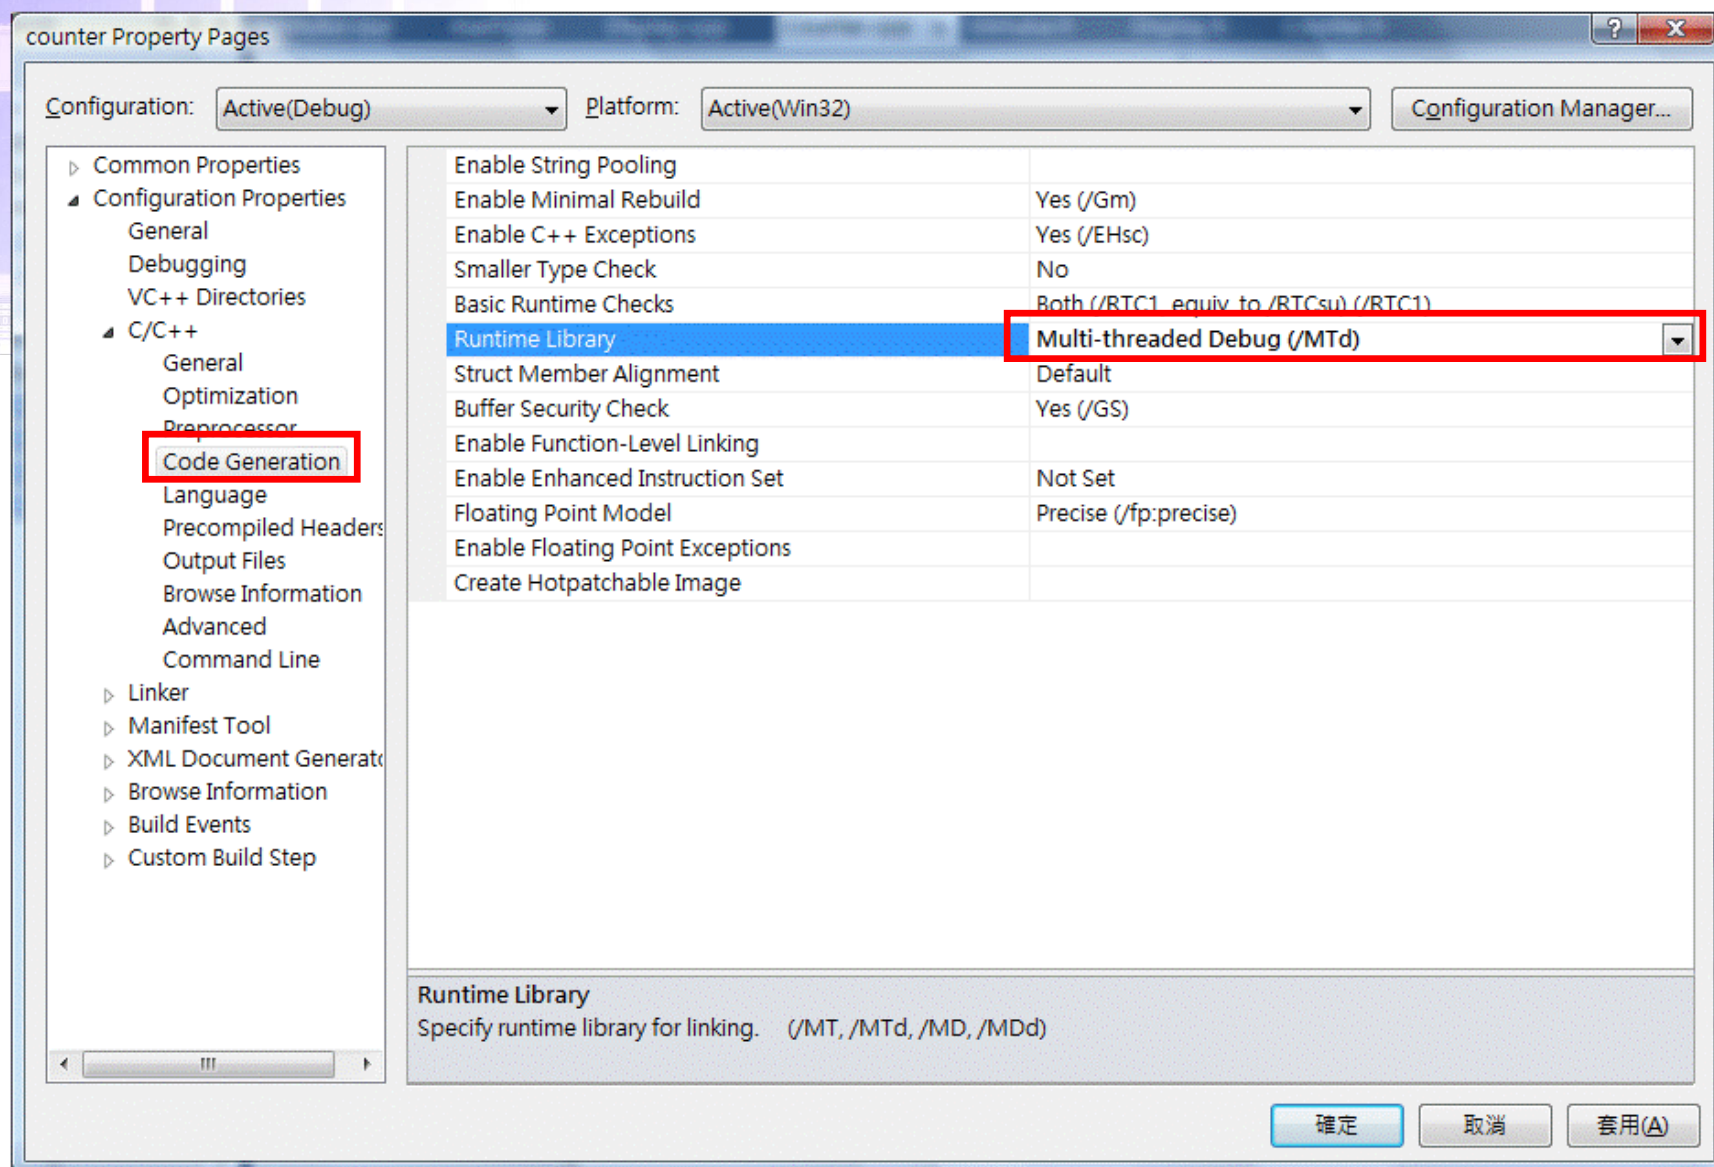 counter Property Pages
Configuration: Active(Debug) Platform: Active(Win32) Configuration Manager...
Common Properties
Configuration Properties
General
Debugging
VC++ Directories
C/C++
General
Optimization
Preprocessor
Code Generation
Language
Precompiled Headers
Output Files
Browse Information
Advanced
Command Line
Linker
Manifest Tool
XML Document Generato
Browse Information
Build Events
Custom Build Step
Enable String Pooling
Enable Minimal Rebuild Yes (/Gm)
Enable C++ Exceptions Yes (/EHsc)
Smaller Type Check No
Basic Runtime Checks Both (/RTC1, equiv. to /RTCsu) (/RTC1)
Runtime Library Multi-threaded Debug (/MTd)
Struct Member Alignment Default
Buffer Security Check Yes (/GS)
Enable Function-Level Linking
Enable Enhanced Instruction Set Not Set
Floating Point Model Precise (/fp:precise)
Enable Floating Point Exceptions
Create Hotpatchable Image
Runtime Library
Specify runtime library for linking. (/MT, /MTd, /MD, /MDd)
確定 取消 套用(A)